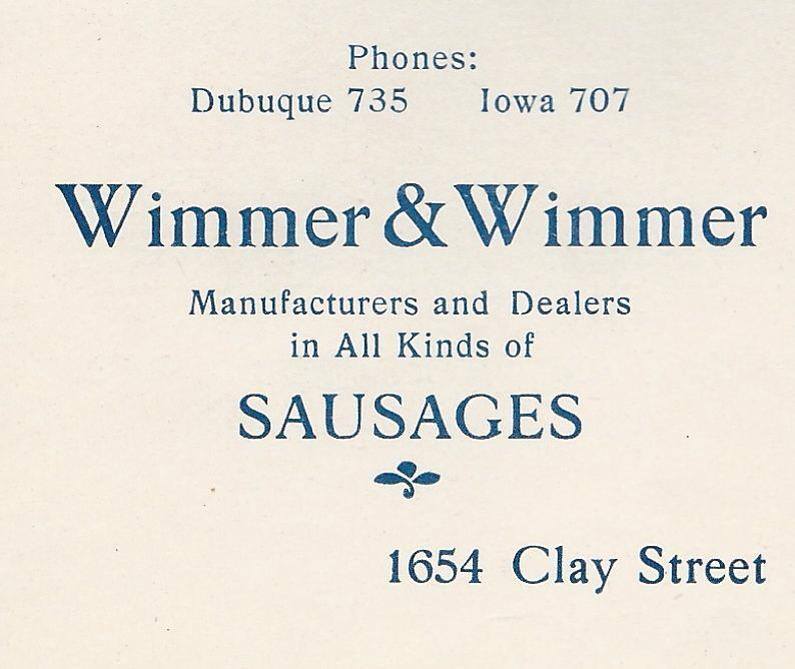 Phones:
Dubuque 735 Iowa 707
Wimmer & Wimmer
Manufacturers and Dealers
in All Kinds of
SAUSAGES
1654 Clay Street